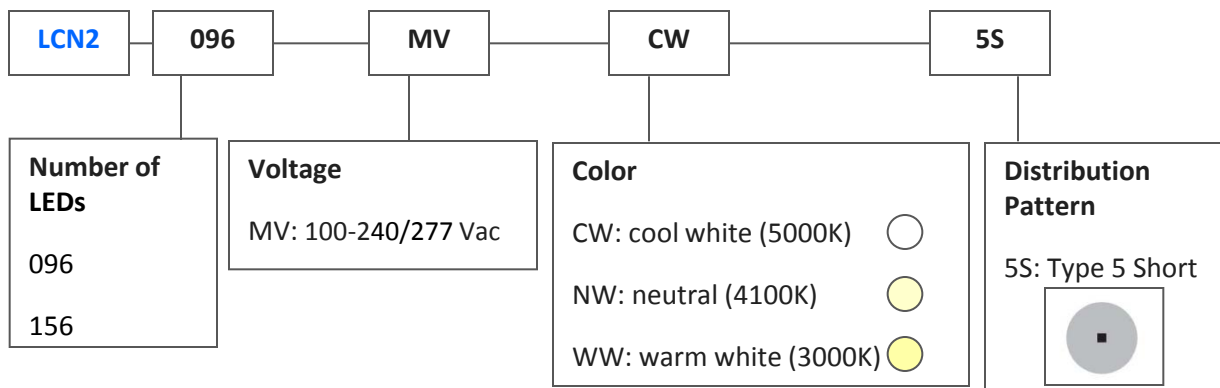 LCN2 096 MV CW 5S
Number of
LEDs
096
156
Voltage
MV: 100-240/277 Vac
Color
CW: cool white (5000K)
NW: neutral (4100K)
WW: warm white (3000K)
Distribution
Pattern
5S: Type 5 Short